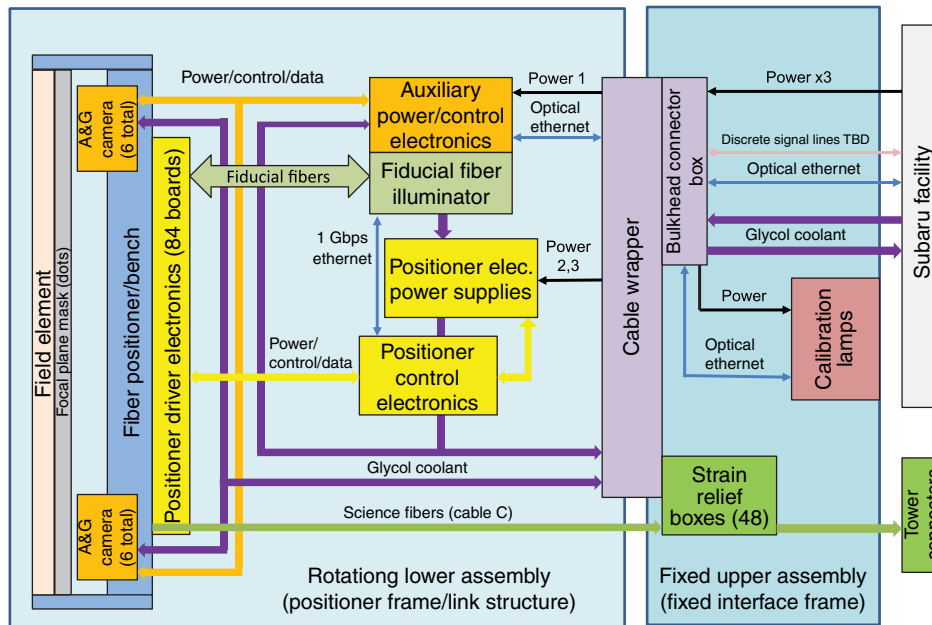 Power/control/data
Auxiliary
power/control
electronics
Power 1
Optical
ethernet
Power x3
Discrete signal lines TBD
Optical ethernet
Glycol coolant
Bulkhead connector
box
Subaru facility
A&G
camera
(6 total)
Fiducial fibers
Fiducial fiber
illuminator
1 Gbps
ethernet
Positioner elec.
power supplies
Power
2,3
Cable wrapper
Power
Optical
ethernet
Calibration
lamps
Field element
Focal plane mask (dots)
Fiber positioner/bench
Positioner driver electronics (84 boards)
Power/
control/data
Positioner
control
electronics
Glycol coolant
Strain
relief
boxes (48)
Science fibers (cable C)
Tower
connectors
A&G
camera
(6 total)
Rotationg lower assembly
(positioner frame/link structure)
Fixed upper assembly
(fixed interface frame)